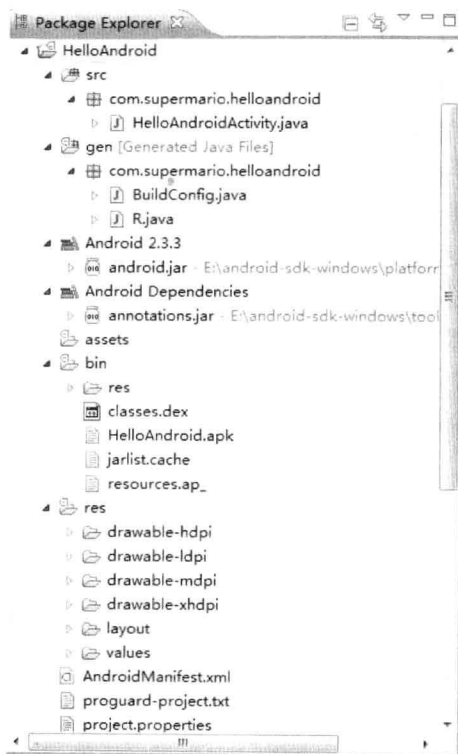 Package Explorer
HelloAndroid
src
com.supermario.helloandroid
HelloAndroidActivity.java
gen [Generated Java Files]
com.supermario.helloandroid
BuildConfig.java
R.java
Android 2.3.3
android.jar - E:\android-sdk-windows\platforr
Android Dependencies
annotations.jar - E:\android-sdk-windows\tool
assets
bin
res
classes.dex
HelloAndroid.apk
jarlist.cache
resources.ap_
res
drawable-hdpi
drawable-ldpi
drawable-mdpi
drawable-xhdpi
layout
values
AndroidManifest.xml
proguard-project.txt
project.properties